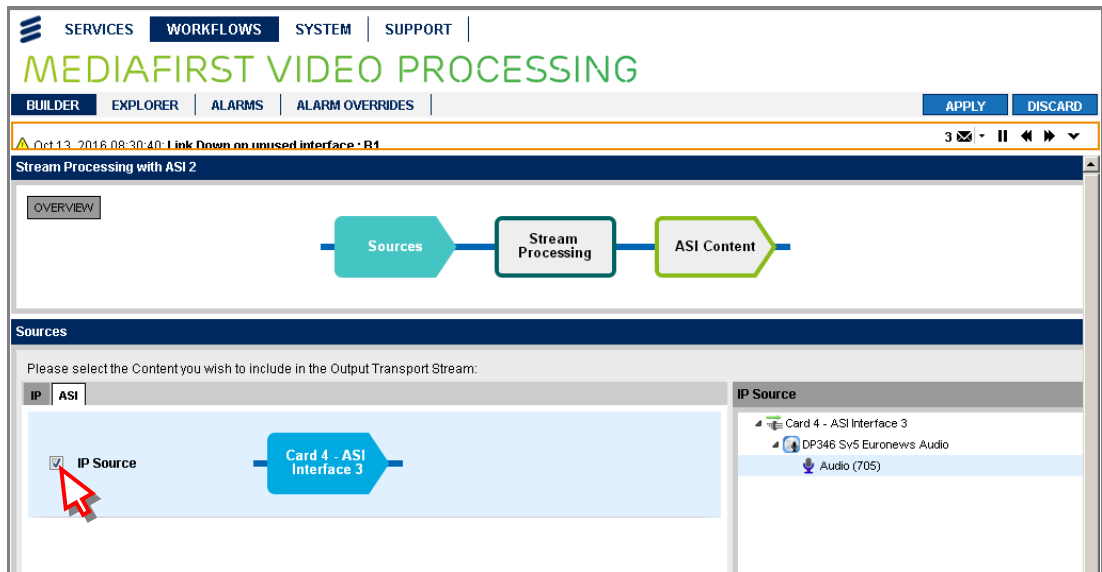 SERVICES WORKFLOWS SYSTEM SUPPORT
MEDIAFIRST VIDEO PROCESSING
BUILDER EXPLORER ALARMS ALARM OVERRIDES APPLY DISCARD
Oct 13, 2016 08:30:40: Link Down on unused interface : B1 3
Stream Processing with ASI 2
OVERVIEW
Sources
Stream
Processing
ASI Content
Sources
Please select the Content you wish to include in the Output Transport Stream:
IP ASI
IP Source
Card 4 - ASI
Interface 3
IP Source
Card 4 - ASI Interface 3
DP346 Sv5 Euronews Audio
Audio (705)